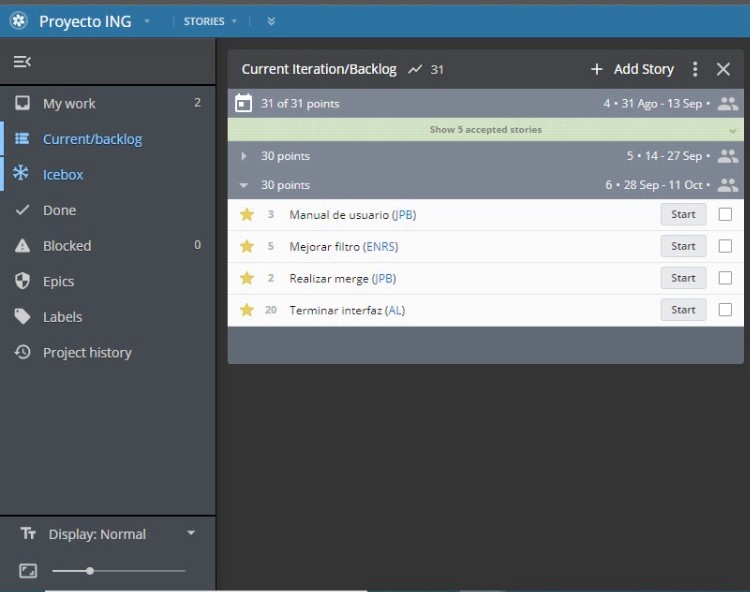 Proyecto ING
STORIES
My work 2
Current/backlog
Icebox
Done
Blocked 0
Epics
Labels
Project history
Display: Normal
Current Iteration/Backlog 31
+ Add Story
31 of 31 points 4 • 31 Ago - 13 Sep •
Show 5 accepted stories
30 points 5 • 14 - 27 Sep •
30 points 6 • 28 Sep - 11 Oct •
3 Manual de usuario (JPB) Start
5 Mejorar filtro (ENRS) Start
2 Realizar merge (JPB) Start
20 Terminar interfaz (AL) Start